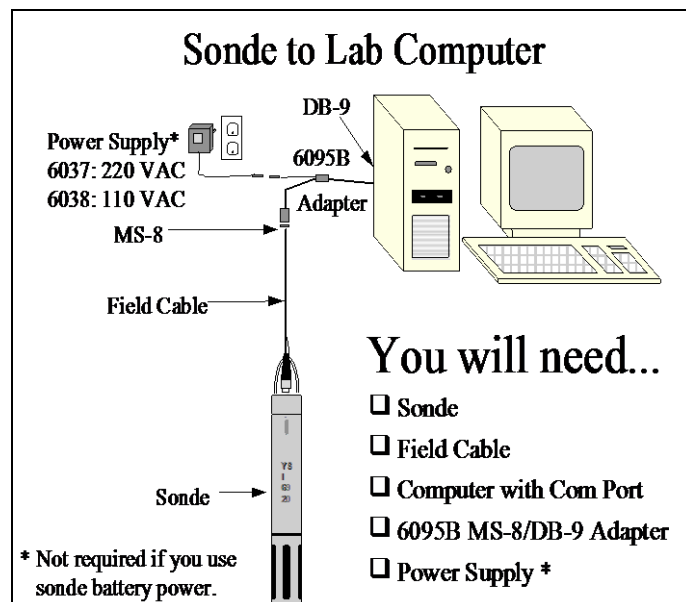 Sonde to Lab Computer
DB-9
Power Supply*
6037: 220 VAC
6038: 110 VAC
6095B
Adapter
MS-8
Field Cable
You will need...
❑ Sonde
❑ Field Cable
❑ Computer with Com Port
❑ 6095B MS-8/DB-9 Adapter
❑ Power Supply *
Sonde
YS
I
* Not required if you use
sonde battery power.